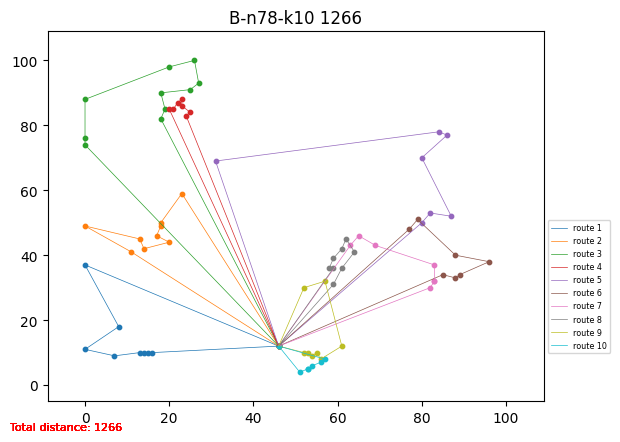 B-n78-k10 1266
100
80
60
40
20
0
0
20
40
60
80
100
route 1
route 2
route 3
route 4
route 5
route 6
route 7
route 8
route 9
route 10
Total distance: 1266